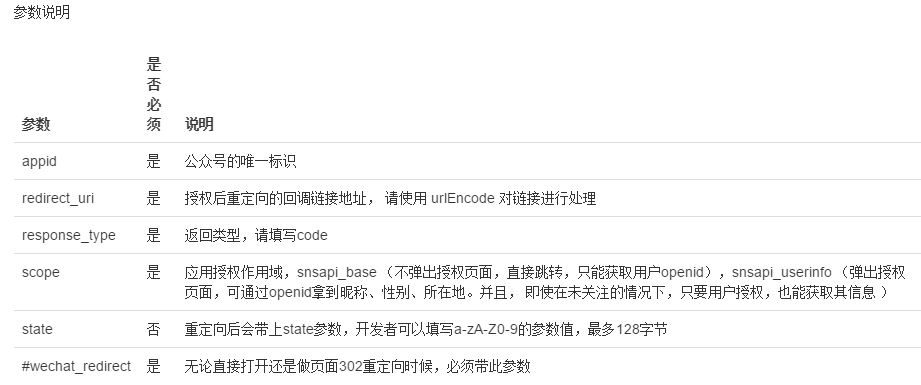 参数说明
参数 是否必须 说明
appid 是 公众号的唯一标识
redirect_uri 是 授权后重定向的回调链接地址， 请使用 urlEncode 对链接进行处理
response_type 是 返回类型，请填写code
scope 是 应用授权作用域，snsapi_base （不弹出授权页面，直接跳转，只能获取用户openid），snsapi_userinfo （弹出授权
页面，可通过openid拿到昵称、性别、所在地。并且， 即使在未关注的情况下，只要用户授权，也能获取其信息 ）
state 否 重定向后会带上state参数，开发者可以填写a-zA-Z0-9的参数值，最多128字节
#wechat_redirect 是 无论直接打开还是做页面302重定向时候，必须带此参数